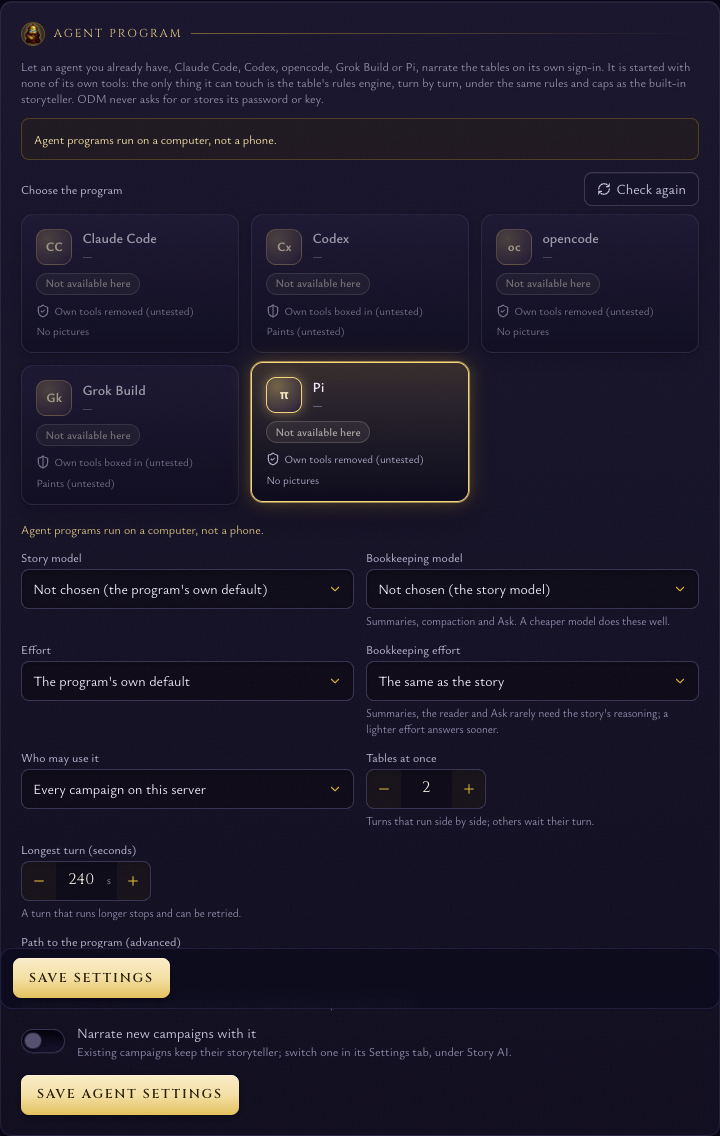 AGENT PROGRAM
Let an agent you already have, Claude Code, Codex, opencode, Grok Build or Pi, narrate the tables on its own sign-in. It is started with
none of its own tools: the only thing it can touch is the table's rules engine, turn by turn, under the same rules and caps as the built-in
storyteller. ODM never asks for or stores its password or key.
Agent programs run on a computer, not a phone.
Choose the program
Check again
CC
Claude Code
—
Not available here
Own tools removed (untested)
No pictures
Cx
Codex
—
Not available here
Own tools boxed in (untested)
Paints (untested)
oc
opencode
—
Not available here
Own tools removed (untested)
No pictures
Gk
Grok Build
—
Not available here
Own tools boxed in (untested)
Paints (untested)
π
Pi
—
Not available here
Own tools removed (untested)
No pictures
Agent programs run on a computer, not a phone.
Story model
Not chosen (the program's own default)
Bookkeeping model
Not chosen (the story model)
Summaries, compaction and Ask. A cheaper model does these well.
Effort
The program's own default
Bookkeeping effort
The same as the story
Summaries, the reader and Ask rarely need the story's reasoning; a
lighter effort answers sooner.
Who may use it
Every campaign on this server
Tables at once
− 2 +
Turns that run side by side; others wait their turn.
Longest turn (seconds)
− 240 s +
A turn that runs longer stops and can be retried.
Path to the program (advanced)
SAVE SETTINGS
Narrate new campaigns with it
Existing campaigns keep their storyteller; switch one in its Settings tab, under Story AI.
SAVE AGENT SETTINGS